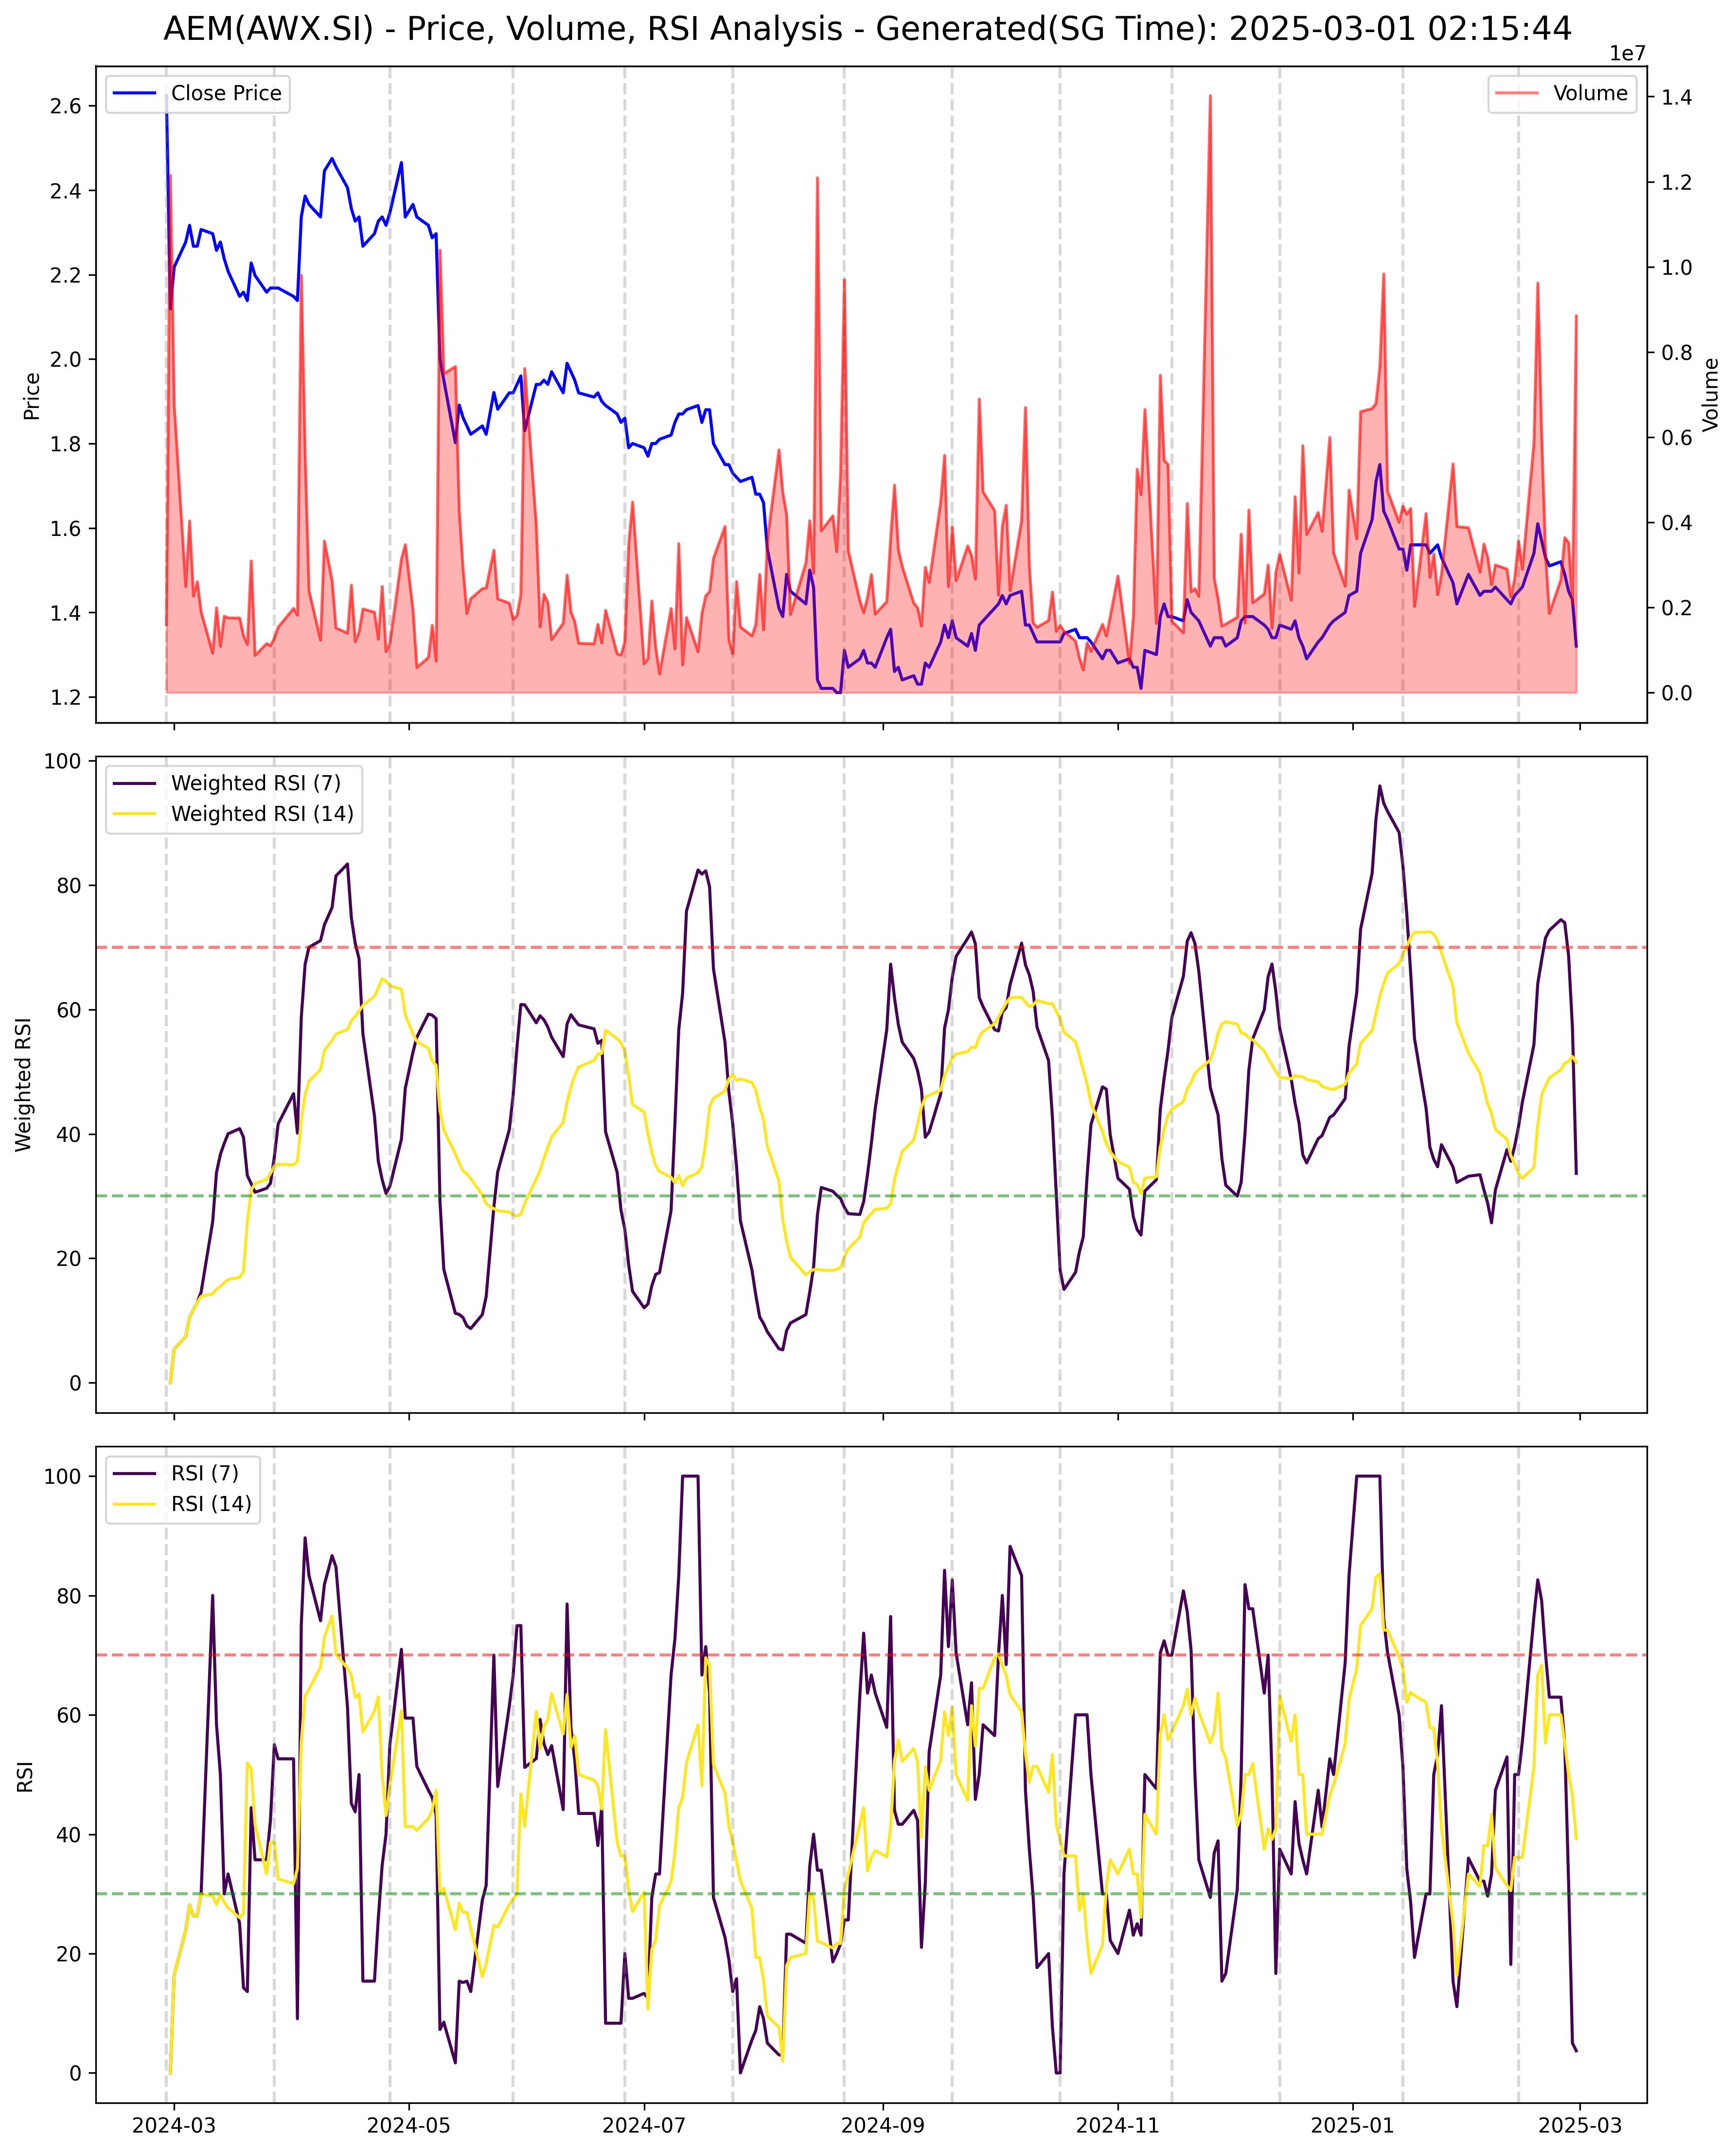 AEM(AWX.SI) - Price, Volume, RSI Analysis - Generated(SG Time): 2025-03-01 02:15:44
1e7
Close Price
Volume
2.6
2.4
2.2
2.0
1.8
1.6
1.4
1.2
Price
1.4
1.2
1.0
0.8
0.6
0.4
0.2
0.0
Volume
Weighted RSI (7)
Weighted RSI (14)
100
80
60
40
20
0
Weighted RSI
RSI (7)
RSI (14)
100
80
60
40
20
0
RSI
2024-03
2024-05
2024-07
2024-09
2024-11
2025-01
2025-03